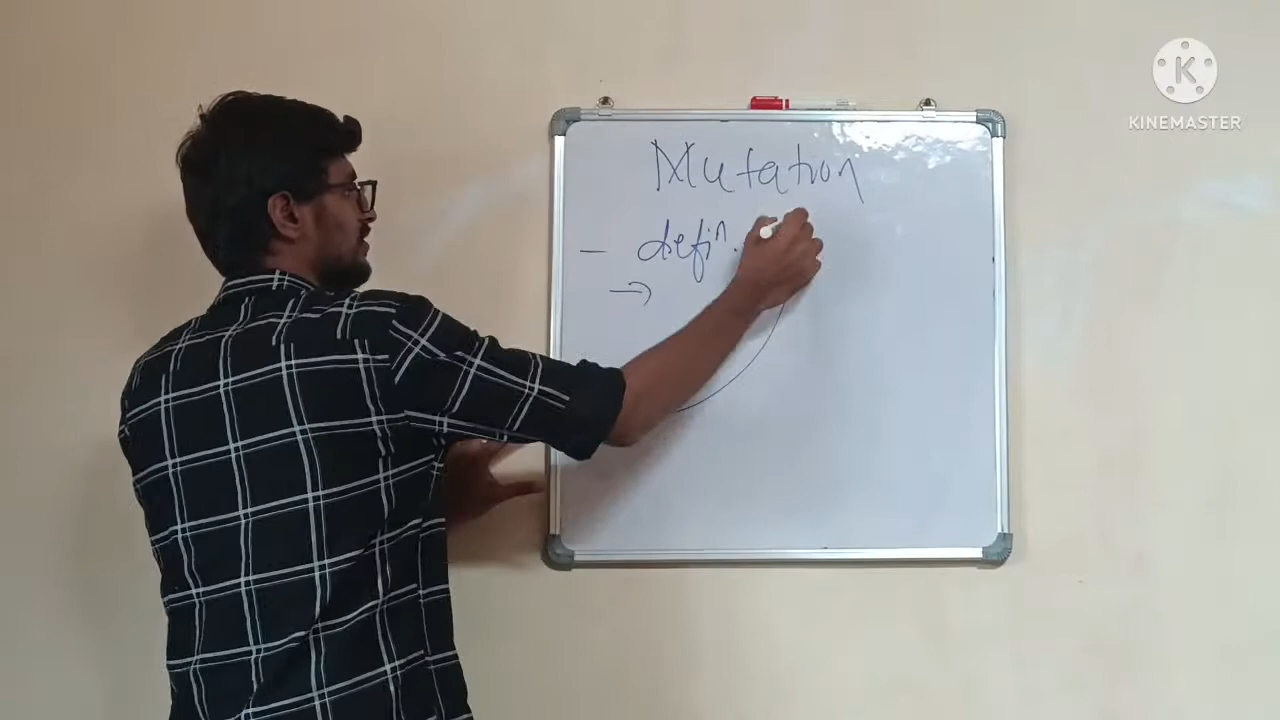 Mutation
- defiⁿ.
→
K
KINEMASTER